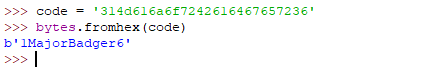 >>> code = '314d616a6f7242616467657236'
>>> bytes.fromhex(code)
b'1MajorBadger6'
>>>